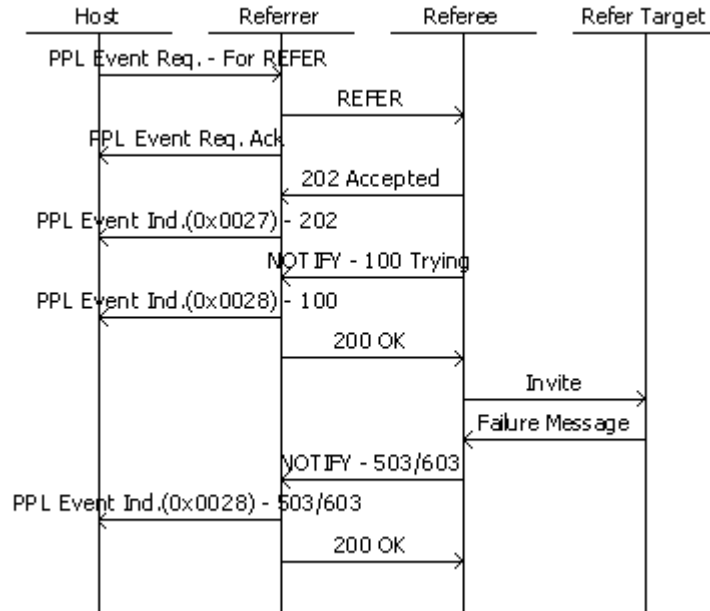 Host Referrer Referee Refer Target
PPL Event Req. - For REFER
REFER
PPL Event Req. Ack
202 Accepted
PPL Event Ind.(0x0027) - 202
NOTIFY - 100 Trying
PPL Event Ind.(0x0028) - 100
200 OK
Invite
Failure Message
NOTIFY - 503/603
PPL Event Ind.(0x0028) - 503/603
200 OK